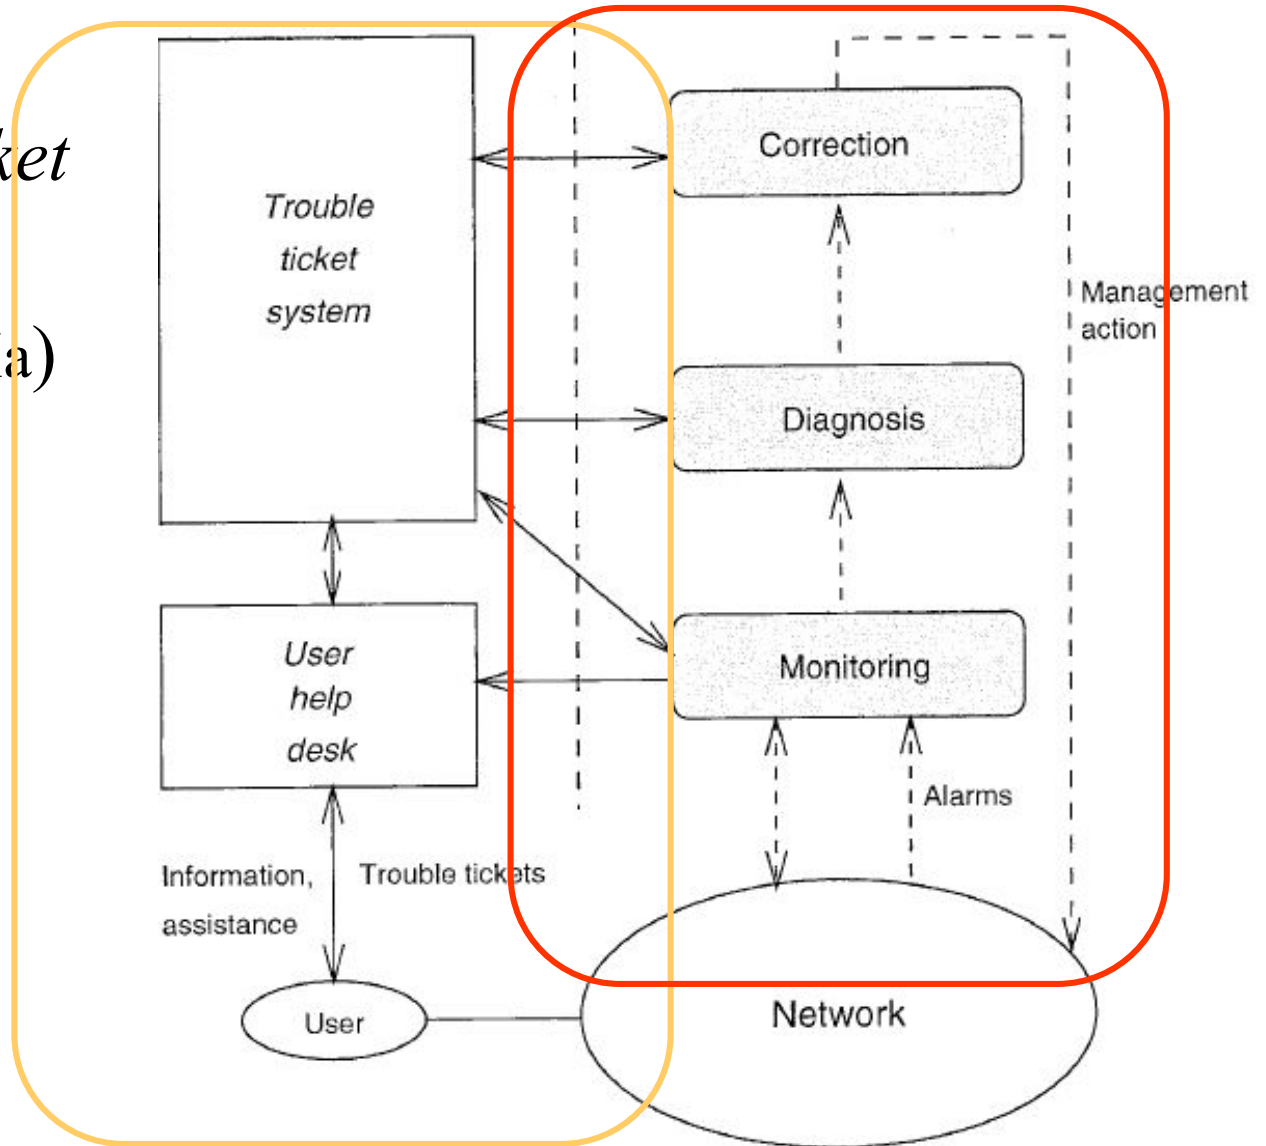 Trouble
ticket
system
User
help
desk
Information,
assistance
Trouble tickets
User
Correction
Diagnosis
Monitoring
Management
action
Alarms
Network